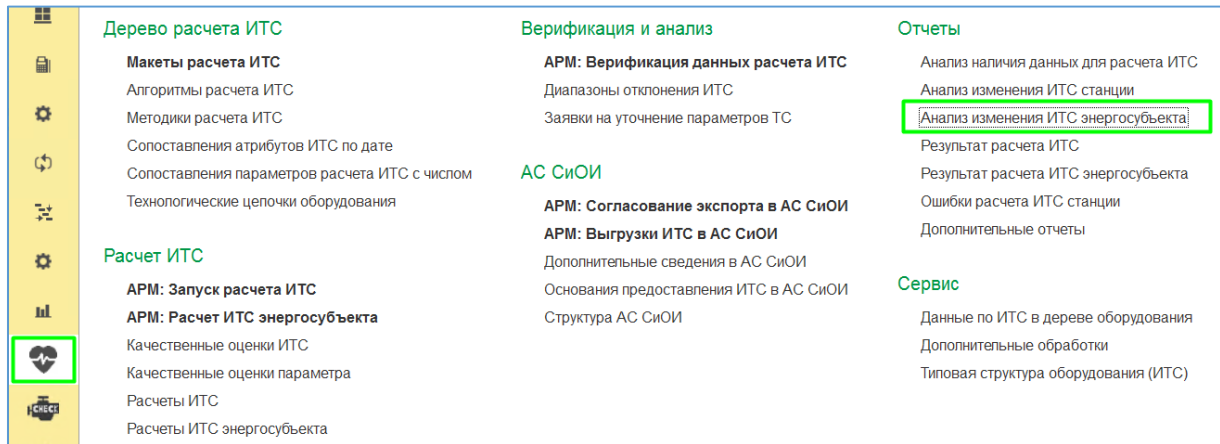 Дерево расчета ИТС
Макеты расчета ИТС
Алгоритмы расчета ИТС
Методики расчета ИТС
Сопоставления атрибутов ИТС по дате
Сопоставления параметров расчета ИТС с числом
Технологические цепочки оборудования
Расчет ИТС
АРМ: Запуск расчета ИТС
АРМ: Расчет ИТС энергосубъекта
Качественные оценки ИТС
Качественные оценки параметра
Расчеты ИТС
Расчеты ИТС энергосубъекта
Верификация и анализ
АРМ: Верификация данных расчета ИТС
Диапазоны отклонения ИТС
Заявки на уточнение параметров ТС
АС СиОИ
АРМ: Согласование экспорта в АС СиОИ
АРМ: Выгрузки ИТС в АС СиОИ
Дополнительные сведения в АС СиОИ
Основания предоставления ИТС в АС СиОИ
Структура АС СиОИ
Отчеты
Анализ наличия данных для расчета ИТС
Анализ изменения ИТС станции
Анализ изменения ИТС энергосубъекта
Результат расчета ИТС
Результат расчета ИТС энергосубъекта
Ошибки расчета ИТС станции
Дополнительные отчеты
Сервис
Данные по ИТС в дереве оборудования
Дополнительные обработки
Типовая структура оборудования (ИТС)
CHECK